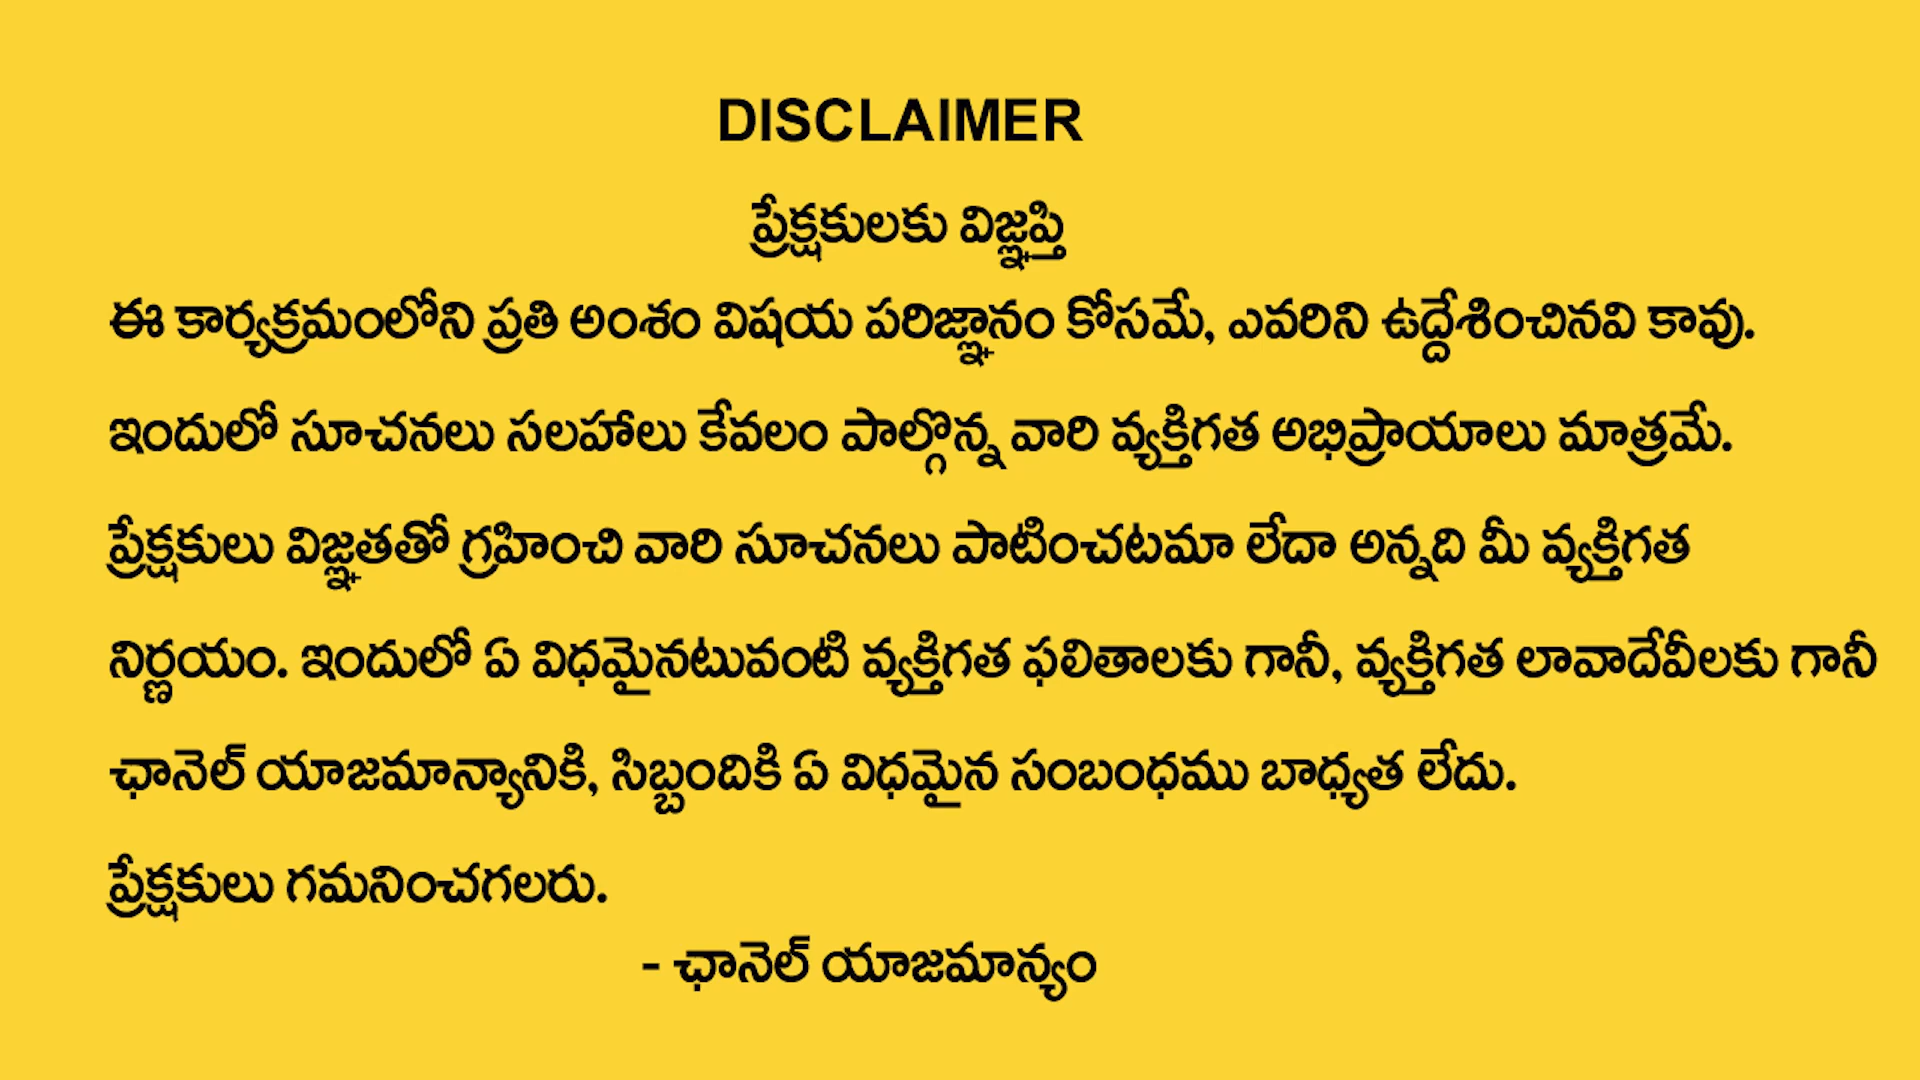 DISCLAIMER
ప్రేక్షకులకు విజ్ఞప్తి
ఈ కార్యక్రమంలోని ప్రతి అంశం విషయ పరిజ్ఞానం కోసమే, ఎవరిని ఉద్దేశించినవి కావు.
ఇందులో సూచనలు సలహాలు కేవలం పాల్గొన్న వారి వ్యక్తిగత అభిప్రాయాలు మాత్రమే.
ప్రేక్షకులు విజ్ఞతతో గ్రహించి వారి సూచనలు పాటించటమా లేదా అన్నది మీ వ్యక్తిగత
నిర్ణయం. ఇందులో ఏ విధమైనటువంటి వ్యక్తిగత ఫలితాలకు గానీ, వ్యక్తిగత లావాదేవీలకు గానీ
ఛానెల్ యాజమాన్యానికి, సిబ్బందికి ఏ విధమైన సంబంధము బాధ్యత లేదు.
ప్రేక్షకులు గమనించగలరు.
- ఛానెల్ యాజమాన్యం